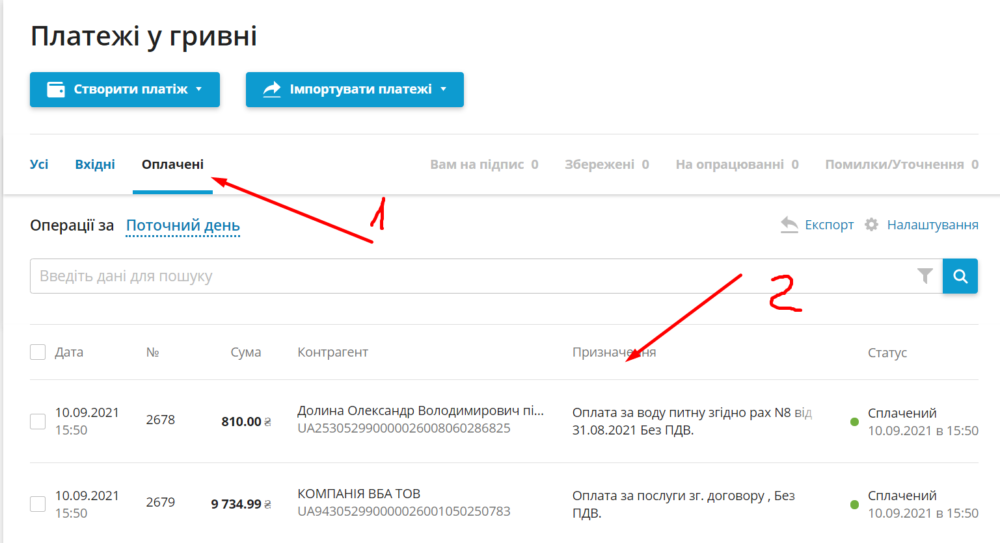 Платежі у гривні
Створити платіж
Імпортувати платежі
Усі Вхідні Оплачені Вам на підпис 0 Збережені 0 На опрацюванні 0 Помилки/Уточнення 0
1
Операції за Поточний день Експорт Налаштування
Введіть дані для пошуку
2
Дата № Сума Контрагент Призначення Статус
10.09.2021 2678 810.00 ₴ Долина Олександр Володимирович пі... Оплата за воду питну згідно рах N8 від Сплачений
15:50 UA253052990000026008060286825 31.08.2021 Без ПДВ. 10.09.2021 в 15:50
10.09.2021 2679 9 734.99 ₴ КОМПАНІЯ ВБА ТОВ Оплата за послуги зг. договору , Без Сплачений
15:50 UA943052990000026001050250783 ПДВ. 10.09.2021 в 15:50